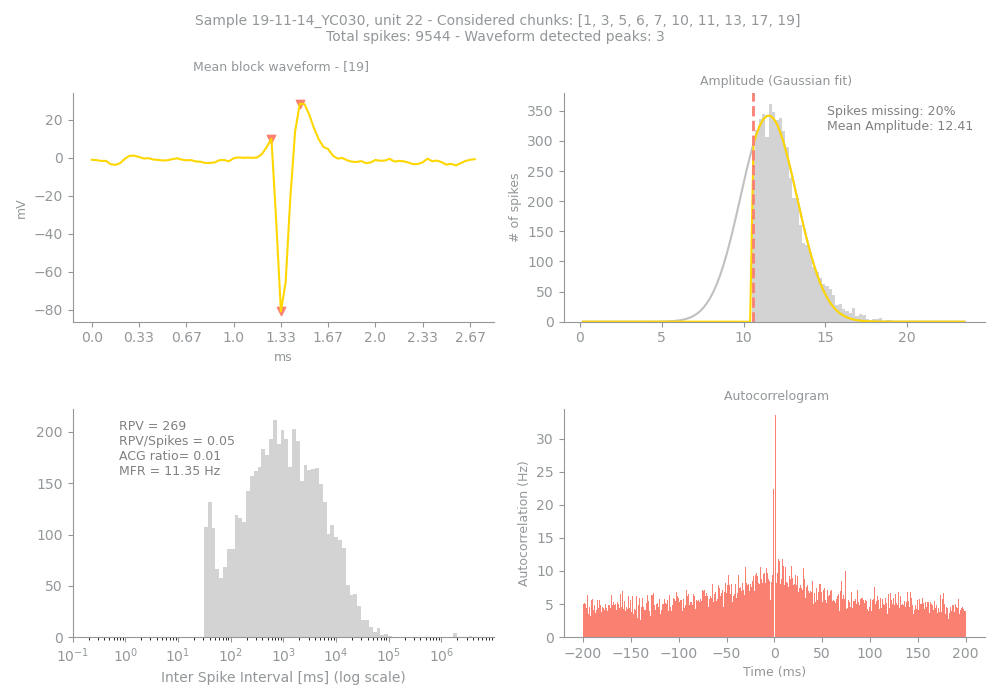 Sample 19-11-14_YC030, unit 22 - Considered chunks: [1, 3, 5, 6, 7, 10, 11, 13, 17, 19]
Total spikes: 9544 - Waveform detected peaks: 3
Mean block waveform - [19]
mV
20
0
−20
−40
−60
−80
0.0 0.33 0.67 1.0 1.33 1.67 2.0 2.33 2.67
ms
Amplitude (Gaussian fit)
Spikes missing: 20%
Mean Amplitude: 12.41
# of spikes
350
300
250
200
150
100
50
0
0 5 10 15 20
RPV = 269
RPV/Spikes = 0.05
ACG ratio= 0.01
MFR = 11.35 Hz
200
150
100
50
0
10⁻¹ 10⁰ 10¹ 10² 10³ 10⁴ 10⁵ 10⁶
Inter Spike Interval [ms] (log scale)
Autocorrelogram
Autocorrelation (Hz)
30
25
20
15
10
5
0
−200 −150 −100 −50 0 50 100 150 200
Time (ms)